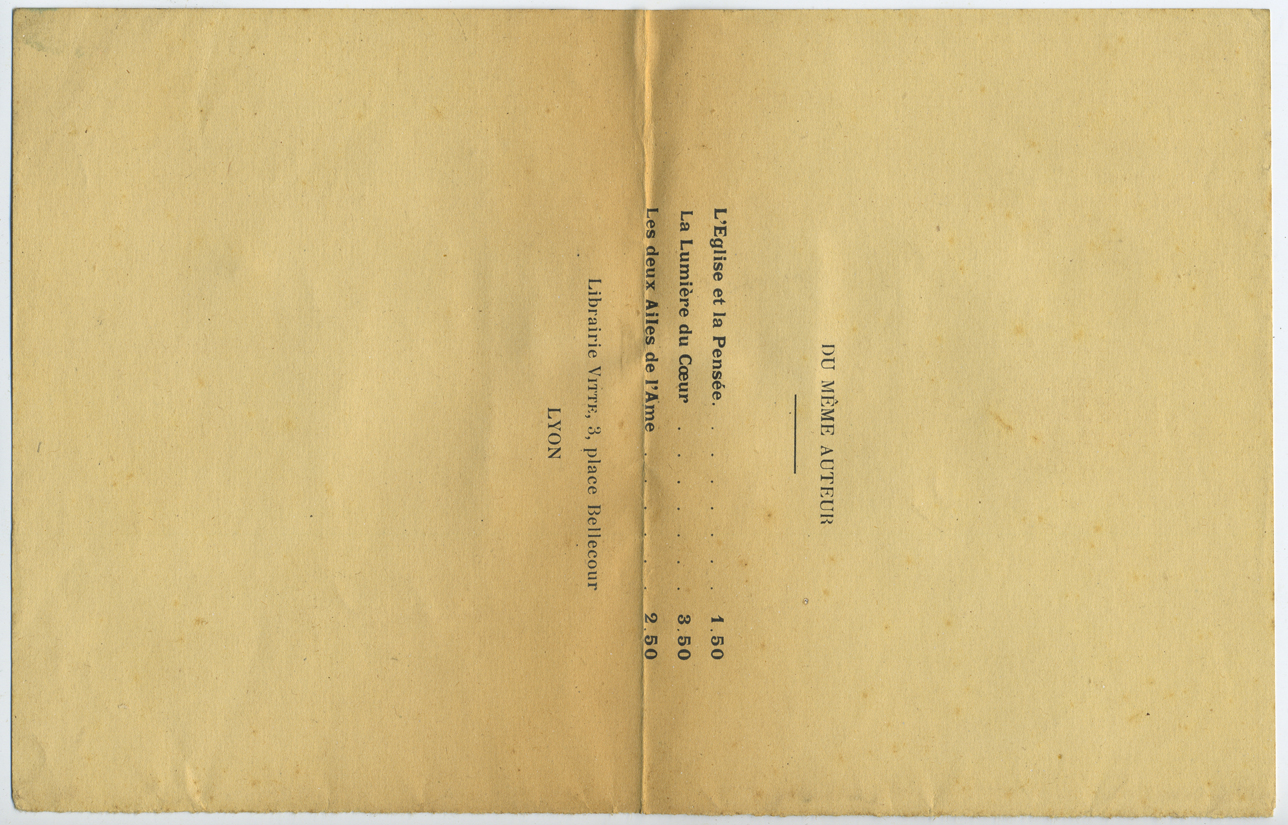 DU MÊME AUTEUR
L'Eglise et la Pensée. . . . . . . . 1.50
La Lumière du Cœur . . . . . . . 3.50
Les deux Ailes de l'Ame . . . . . . 2.50
Librairie VITTE, 3, place Bellecour
LYON